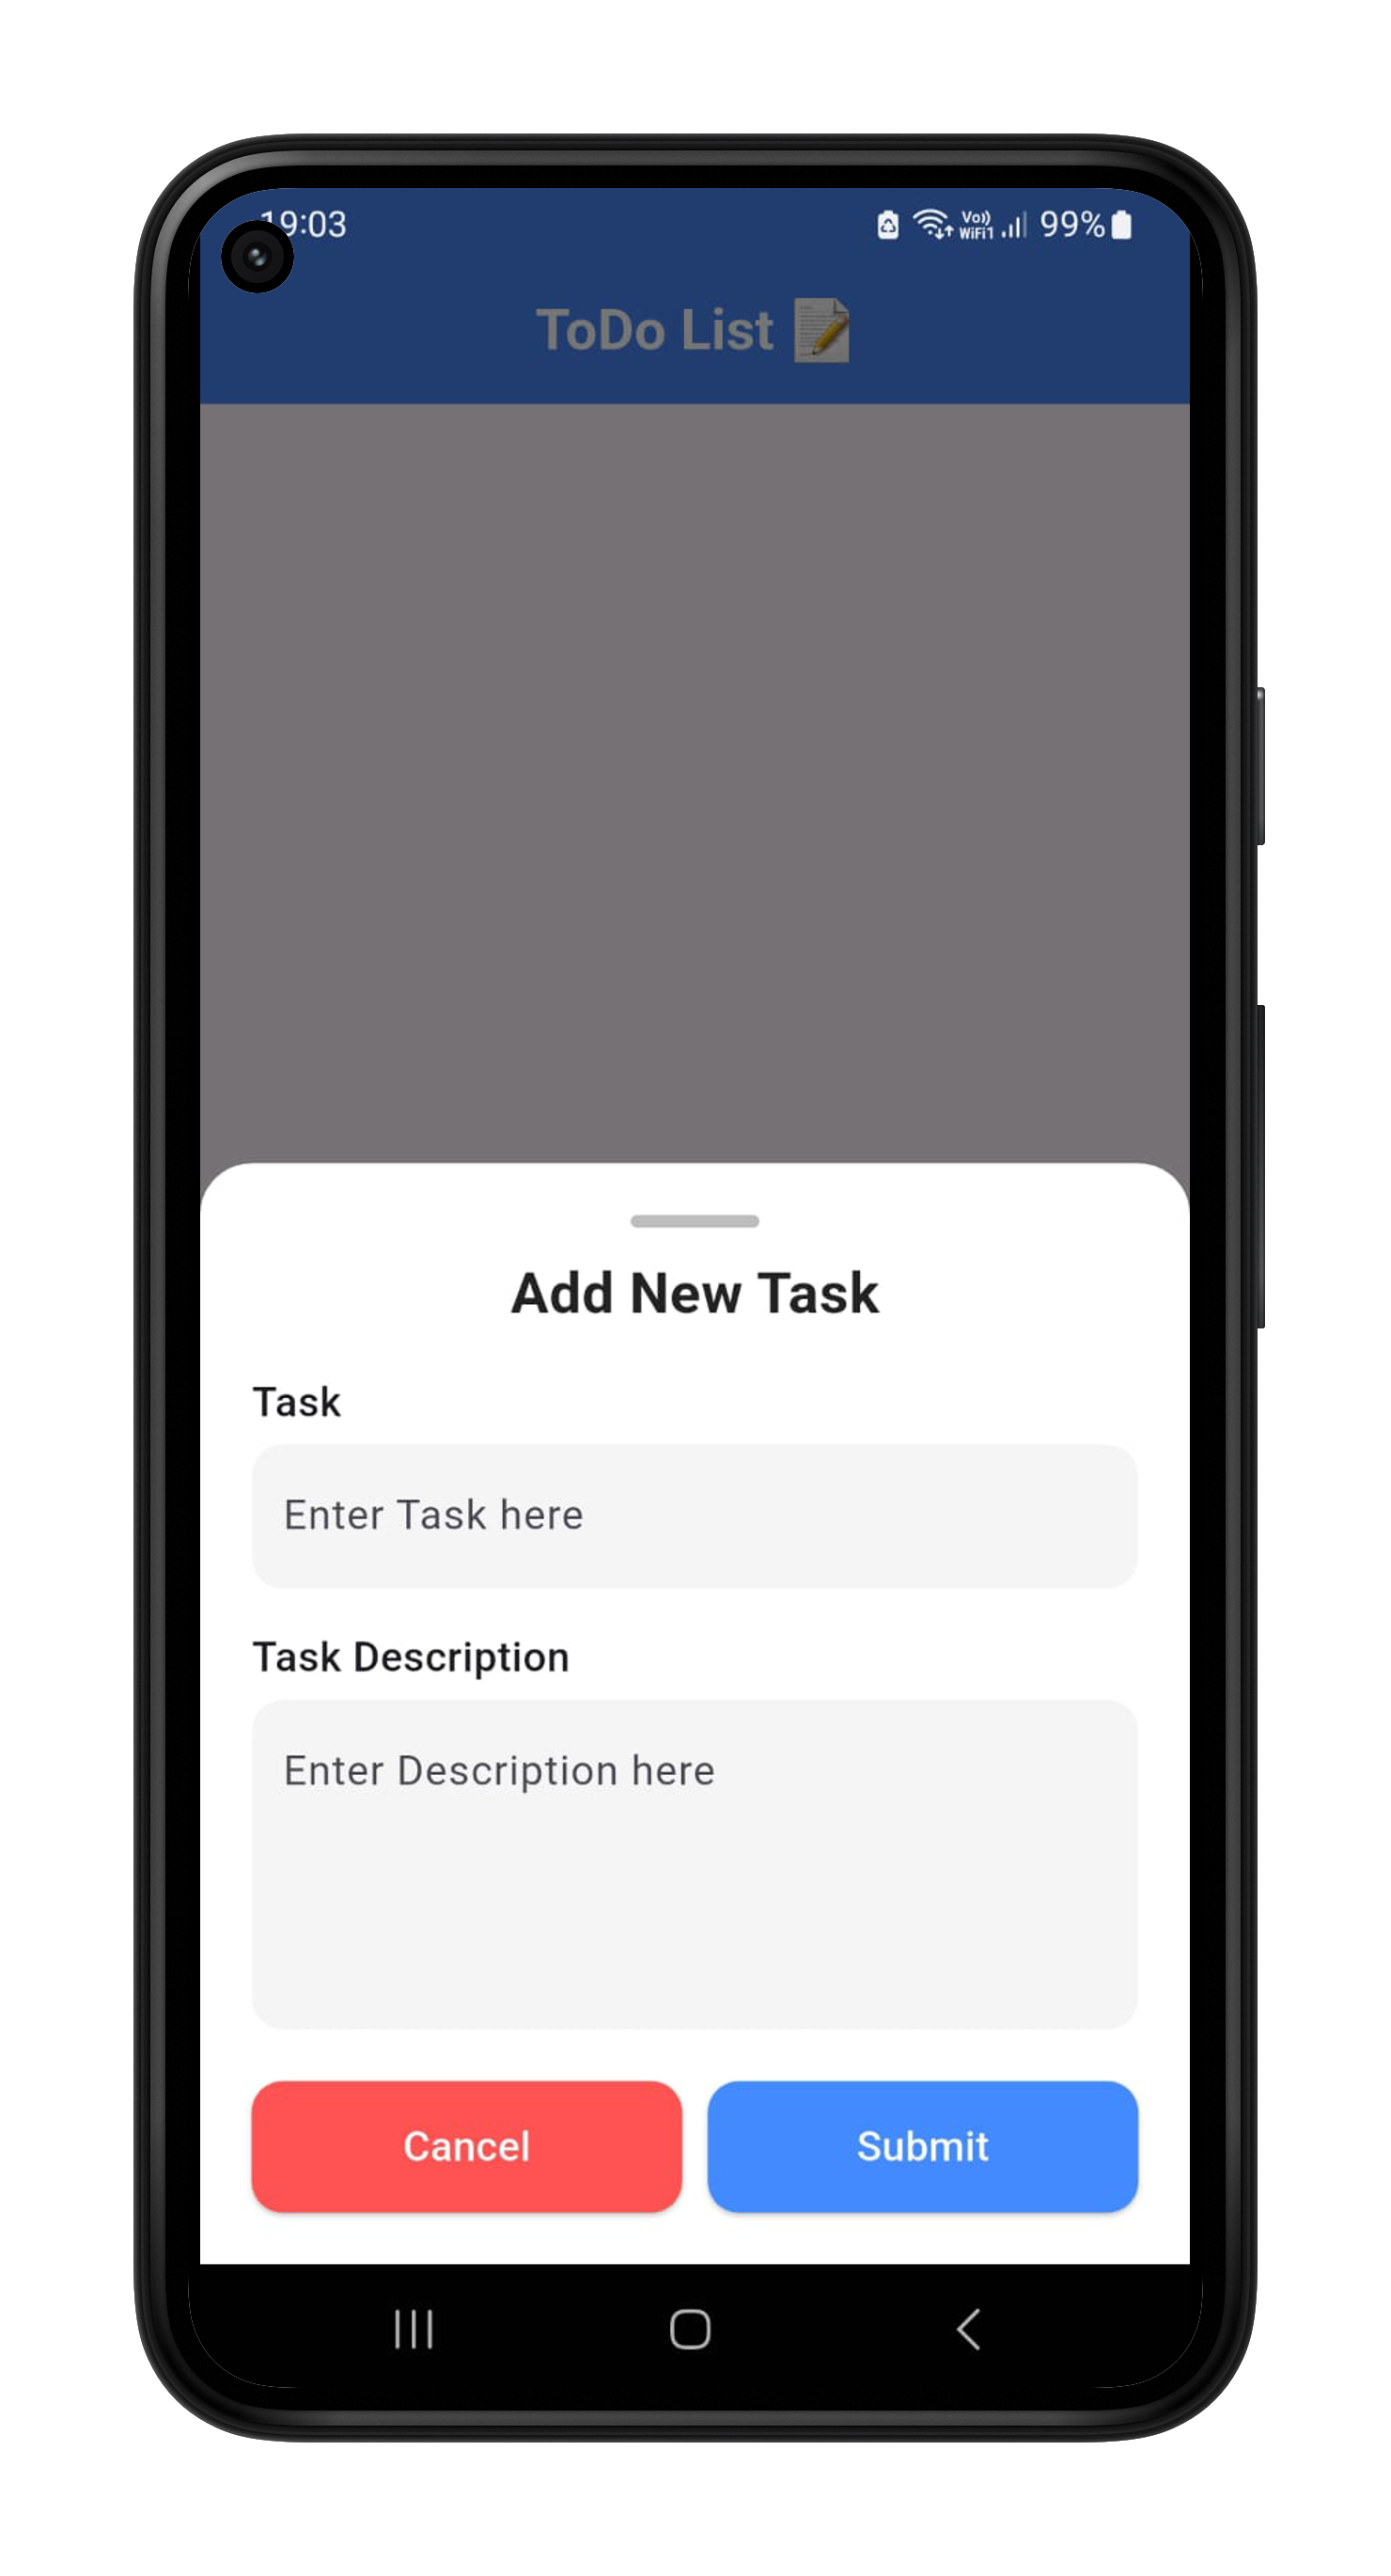 19:03 Vo)) WiFi1 99%
ToDo List 📝
Add New Task
Task
Enter Task here
Task Description
Enter Description here
Cancel Submit